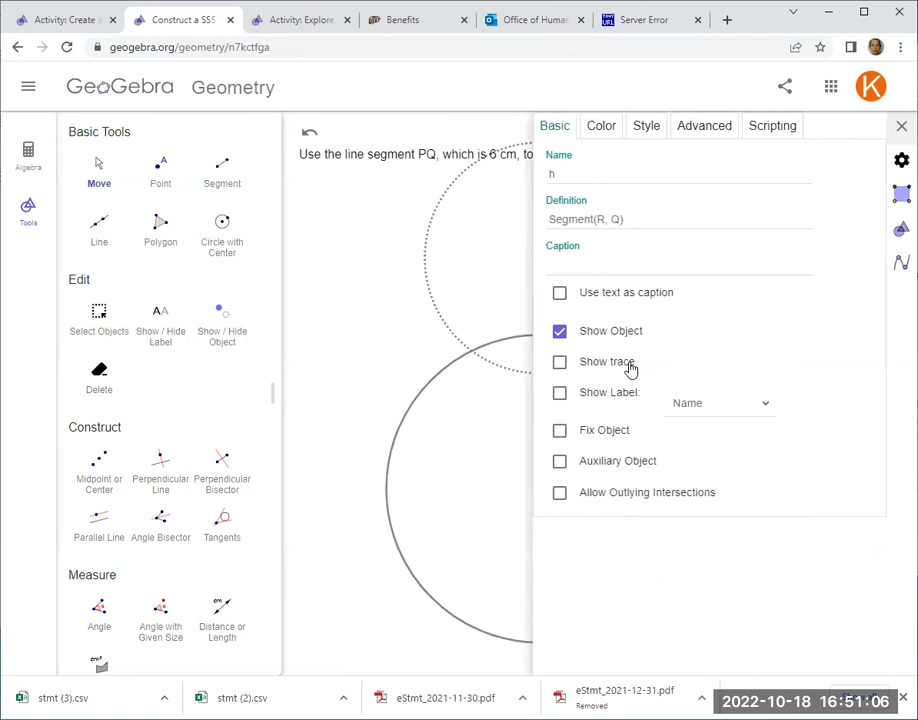 Activity: Create a
Construct a SSS
Activity: Explore
Benefits
Office of Human
Server Error
geogebra.org/geometry/n7kctfga
GeoGebra
Geometry
K
Algebra
Tools
Basic Tools
Move
Point
Segment
Line
Polygon
Circle with
Center
Edit
Select Objects
Show / Hide
Label
Show / Hide
Object
Delete
Construct
Midpoint or
Center
Perpendicular
Line
Perpendicular
Bisector
Parallel Line
Angle Bisector
Tangents
Measure
Angle
Angle with
Given Size
Distance or
Length
Use the line segment PQ, which is 6 cm, to
Basic
Color
Style
Advanced
Scripting
Name
h
Definition
Segment(R, Q)
Caption
Use text as caption
Show Object
Show trace
Show Label:
Name
Fix Object
Auxiliary Object
Allow Outlying Intersections
stmt (3).csv
stmt (2).csv
eStmt_2021-11-30.pdf
eStmt_2021-12-31.pdf
Removed
2022-10-18 16:51:06